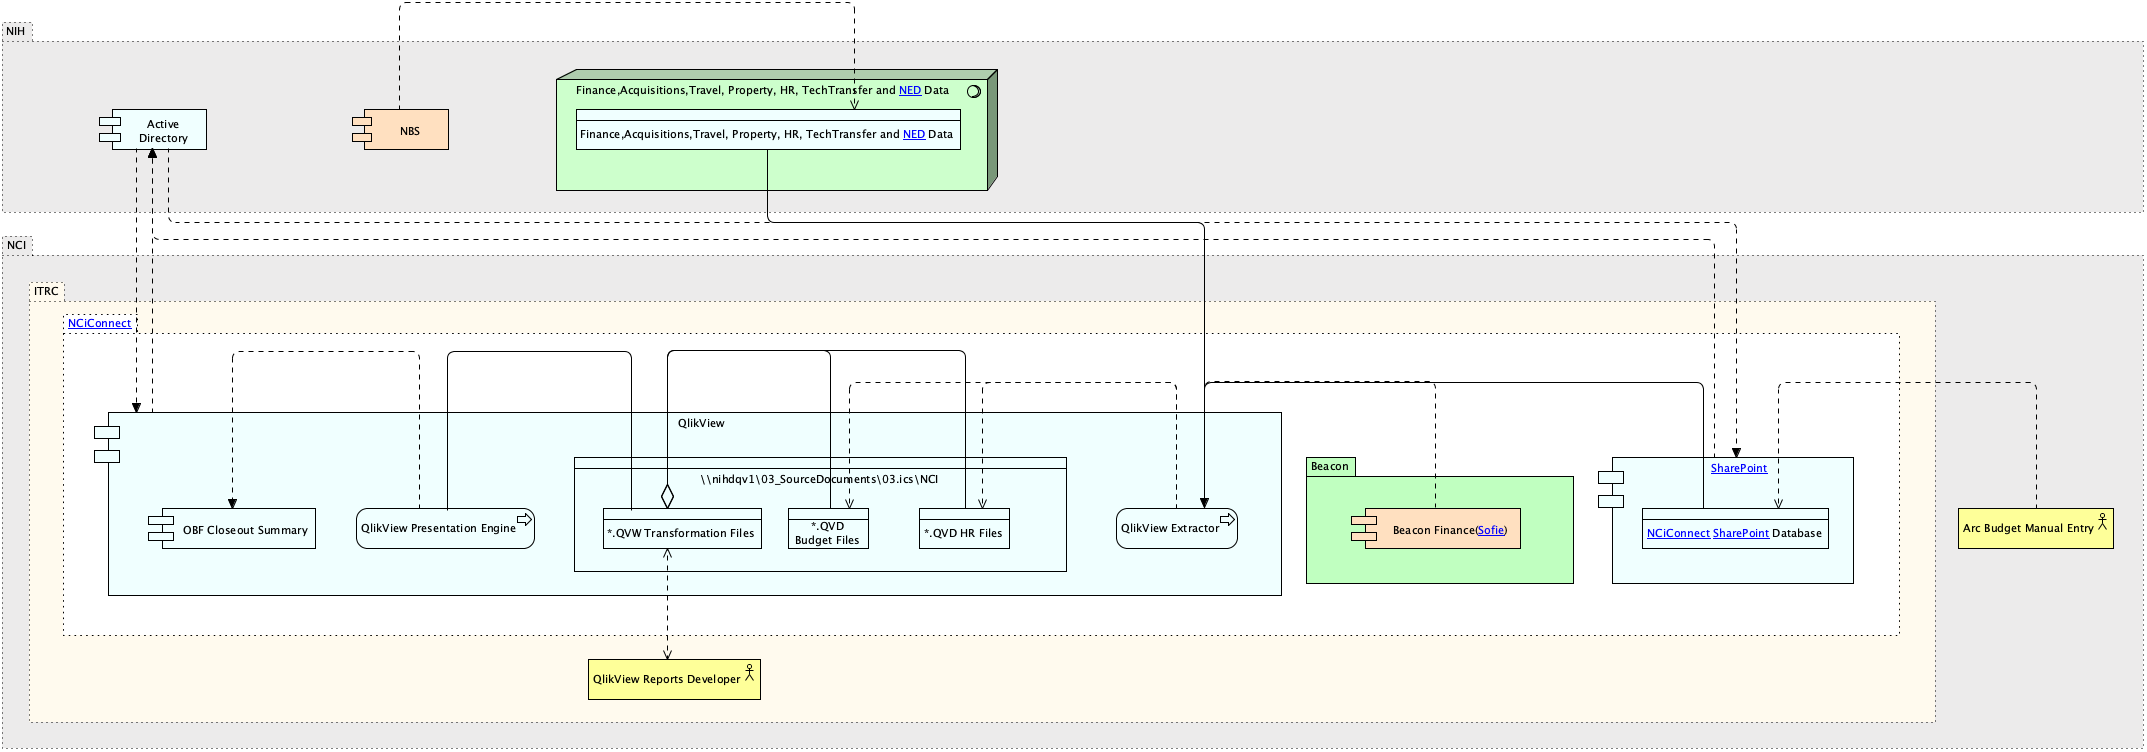 NIH
Finance,Acquisitions,Travel, Property, HR, TechTransfer and NED Data
Active
Directory
NBS
Finance,Acquisitions,Travel, Property, HR, TechTransfer and NED Data
NCI
ITRC
NCiConnect
QlikView
\\nihdqv1\03_SourceDocuments\03.ics\NCI
Beacon
SharePoint
OBF Closeout Summary
QlikView Presentation Engine
*.QVW Transformation Files
*.QVD
Budget Files
*.QVD HR Files
QlikView Extractor
Beacon Finance(Sofie)
NCiConnect SharePoint Database
Arc Budget Manual Entry
QlikView Reports Developer